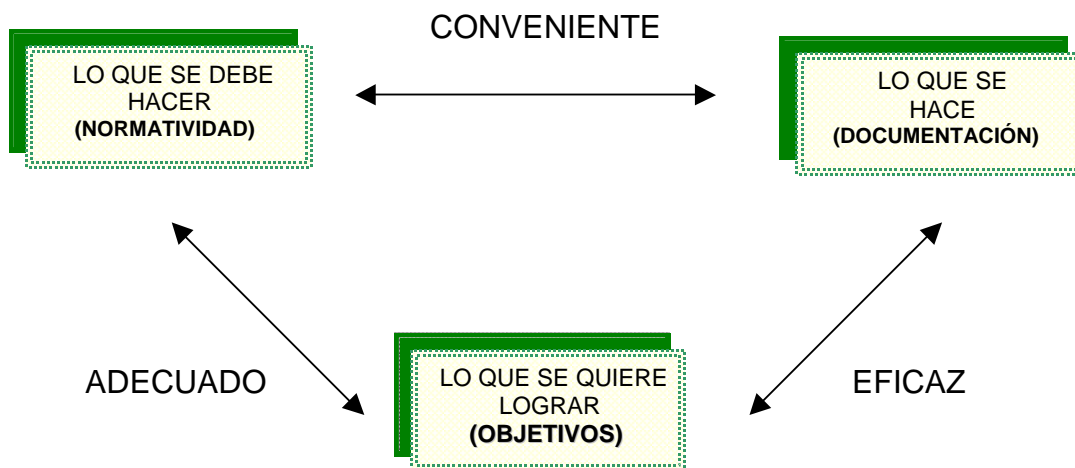 CONVENIENTE
LO QUE SE DEBE
HACER
(NORMATIVIDAD)
LO QUE SE
HACE
(DOCUMENTACIÓN)
ADECUADO
LO QUE SE QUIERE
LOGRAR
(OBJETIVOS)
EFICAZ